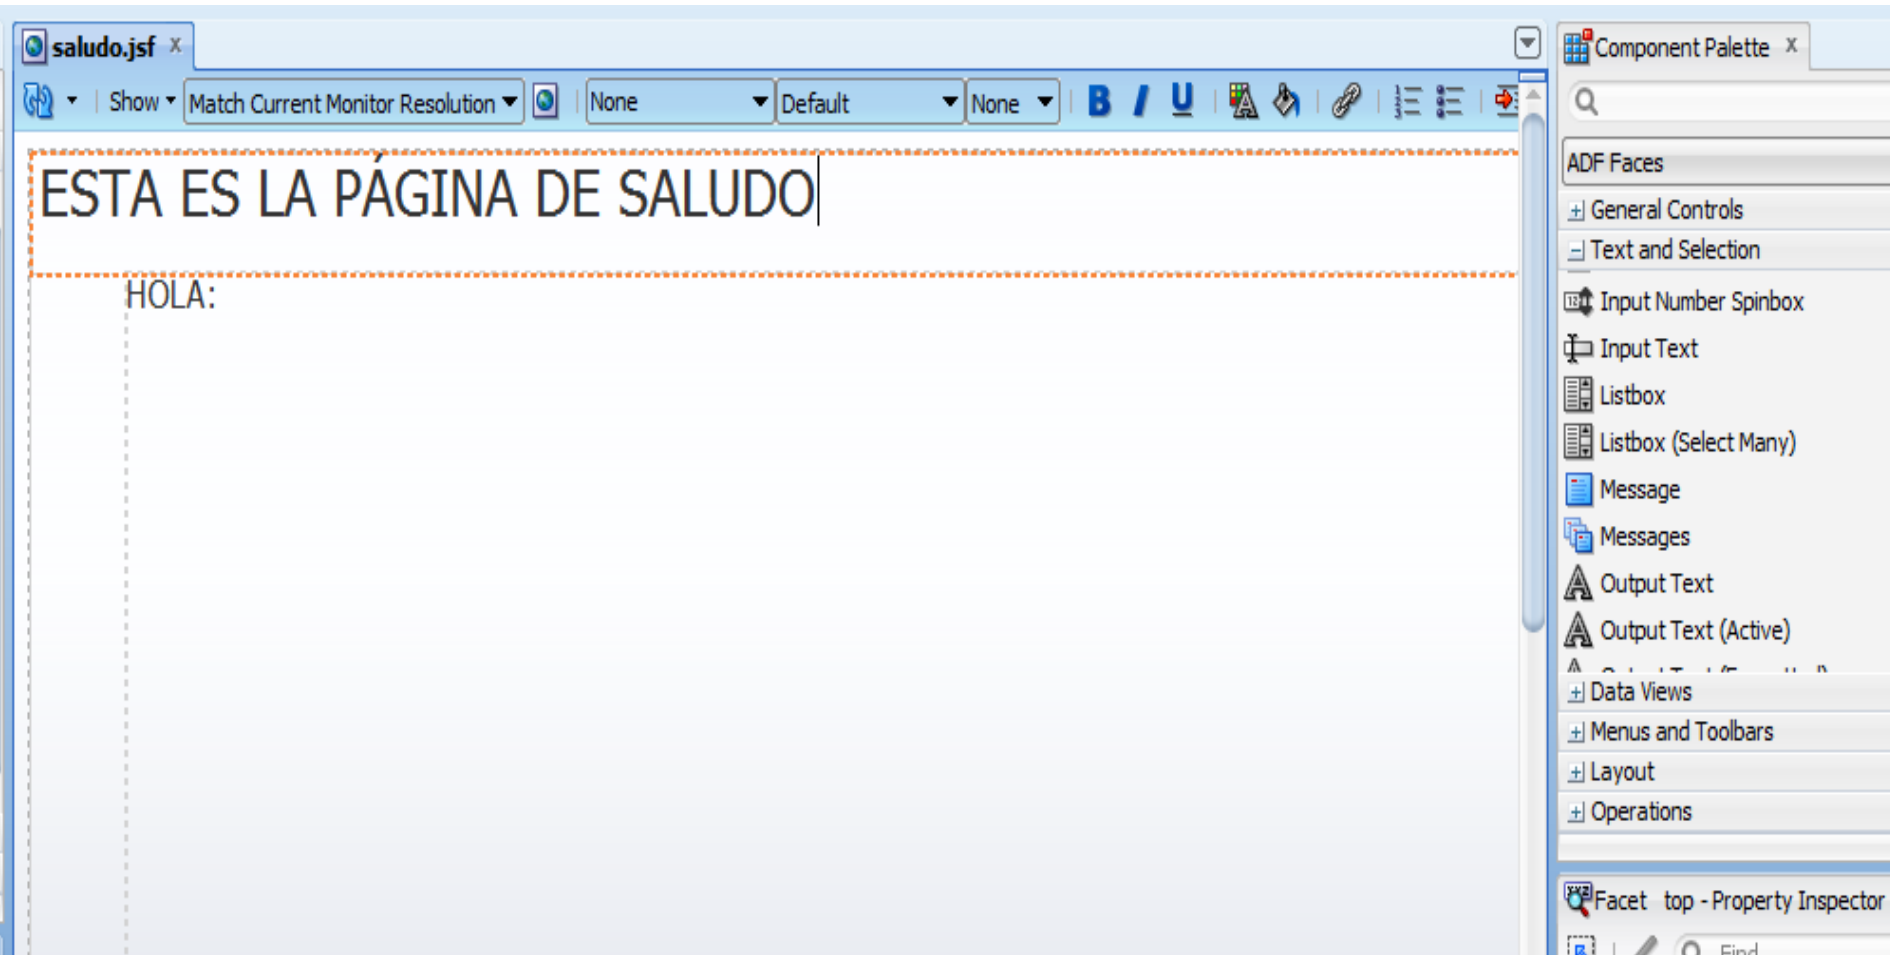 saludo.jsf x
Show Match Current Monitor Resolution None Default None B I U
ESTA ES LA PÁGINA DE SALUDO
HOLA:
Component Palette x
ADF Faces
General Controls
Text and Selection
Input Number Spinbox
Input Text
Listbox
Listbox (Select Many)
Message
Messages
Output Text
Output Text (Active)
Data Views
Menus and Toolbars
Layout
Operations
Facet top - Property Inspector
Find